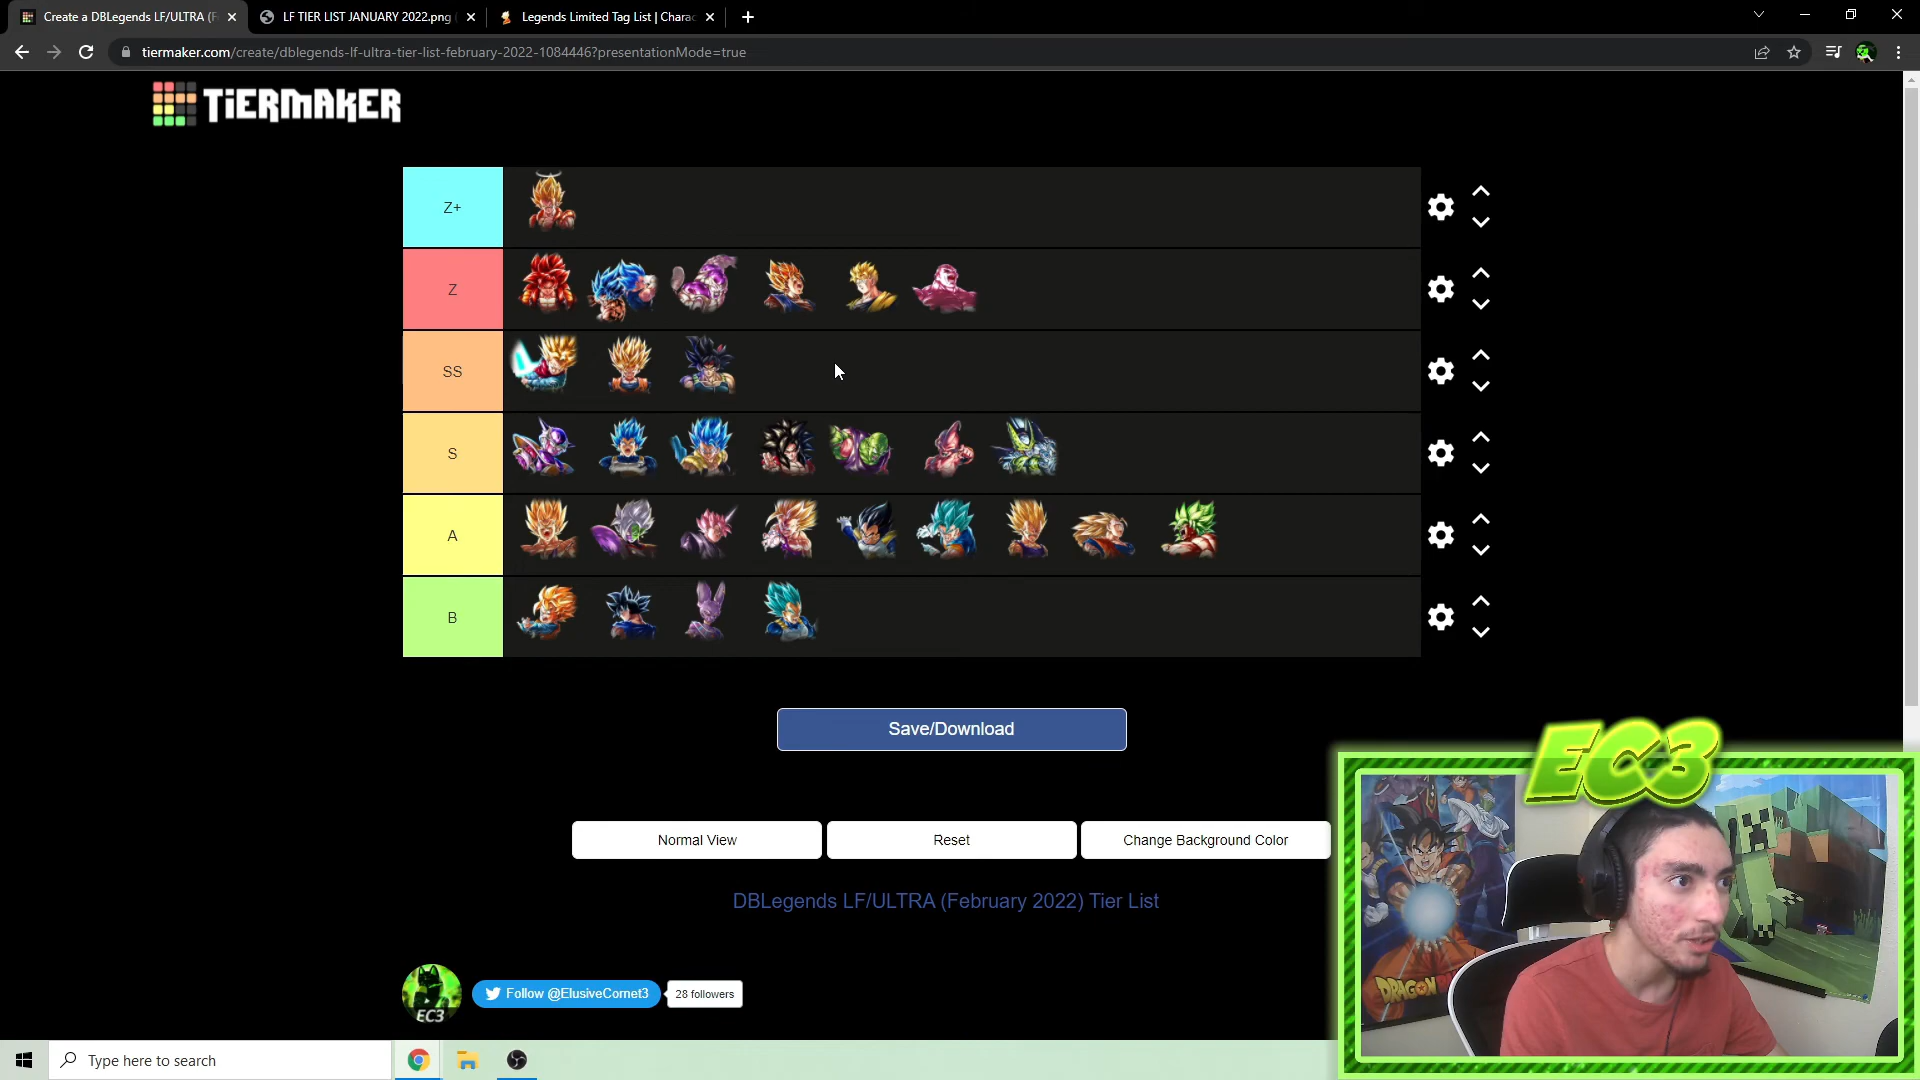 Create a DBLegends LF/ULTRA (F
LF TIER LIST JANUARY 2022.png (
Legends Limited Tag List | Charac
tiermaker.com/create/dblegends-lf-ultra-tier-list-february-2022-1084446?presentationMode=true
TiERMAKER
Z+
Z
SS
S
A
B
Save/Download
Normal View
Reset
Change Background Color
DBLegends LF/ULTRA (February 2022) Tier List
EC3
Follow @ElusiveComet3
28 followers
EC3
DRAGON
Type here to search